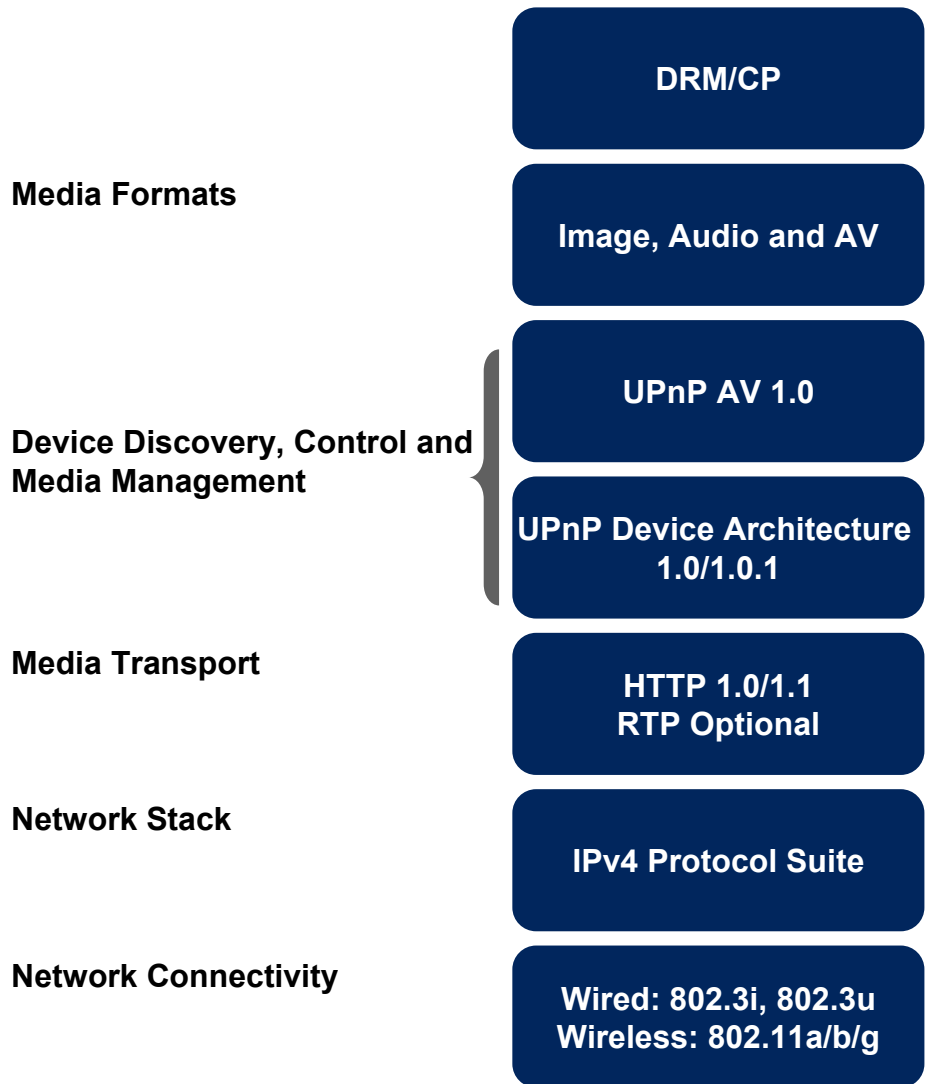 DRM/CP
Media Formats
Image, Audio and AV
UPnP AV 1.0
Device Discovery, Control and
Media Management
UPnP Device Architecture
1.0/1.0.1
Media Transport
HTTP 1.0/1.1
RTP Optional
Network Stack
IPv4 Protocol Suite
Network Connectivity
Wired: 802.3i, 802.3u
Wireless: 802.11a/b/g